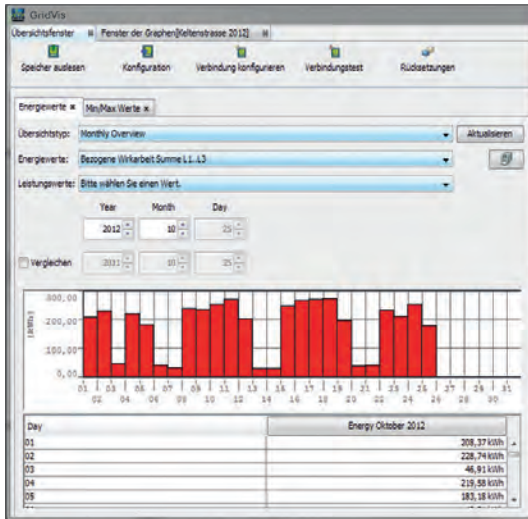 GridVis
Übersichtsfenster Fenster der Graphen[Keltenstrasse 2012]
Speicher auslesen Konfiguration Verbindung konfigurieren Verbindungstest Rücksetzungen
Energiewerte Min/Max Werte
Übersichtstyp: Monthly Overview Aktualisieren
Energiewerte: Bezogene Wirkarbeit Summe L1..L3
Leistungswerte: Bitte wählen Sie einen Wert.
Year Month Day
2012 10 25
Vergleichen 2011 10 25
300,00
200,00
[kWh]
100,00
0,00
01 03 05 07 09 11 13 15 17 19 21 23 25 27 29 31
02 04 06 08 10 12 14 16 18 20 22 24 26 28 30
Day Energy Oktober 2012
01 208,37 kWh
02 228,74 kWh
03 46,91 kWh
04 219,58 kWh
05 183,18 kWh